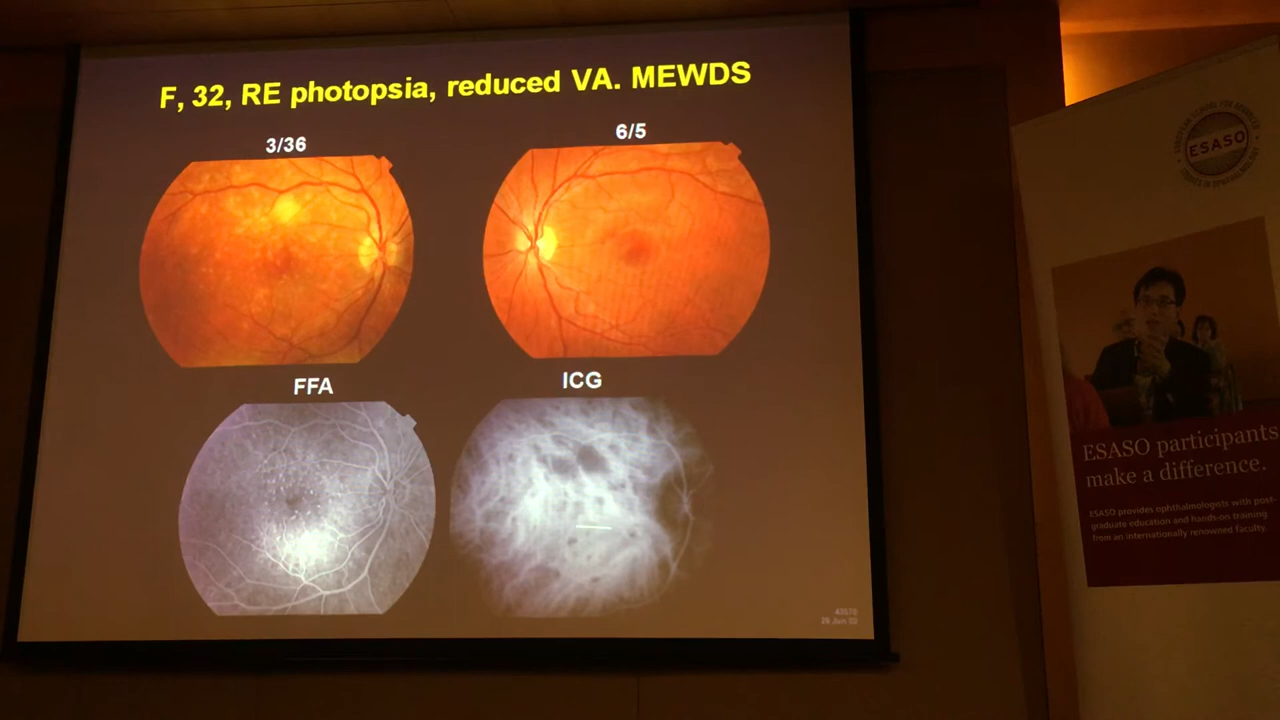 F, 32, RE photopsia, reduced VA. MEWDS
3/36
6/5
FFA
ICG
ESASO
ESASO participants
make a difference.
ESASO provides ophthalmologists with post-
graduate education and hands-on training
from an internationally renowned faculty.